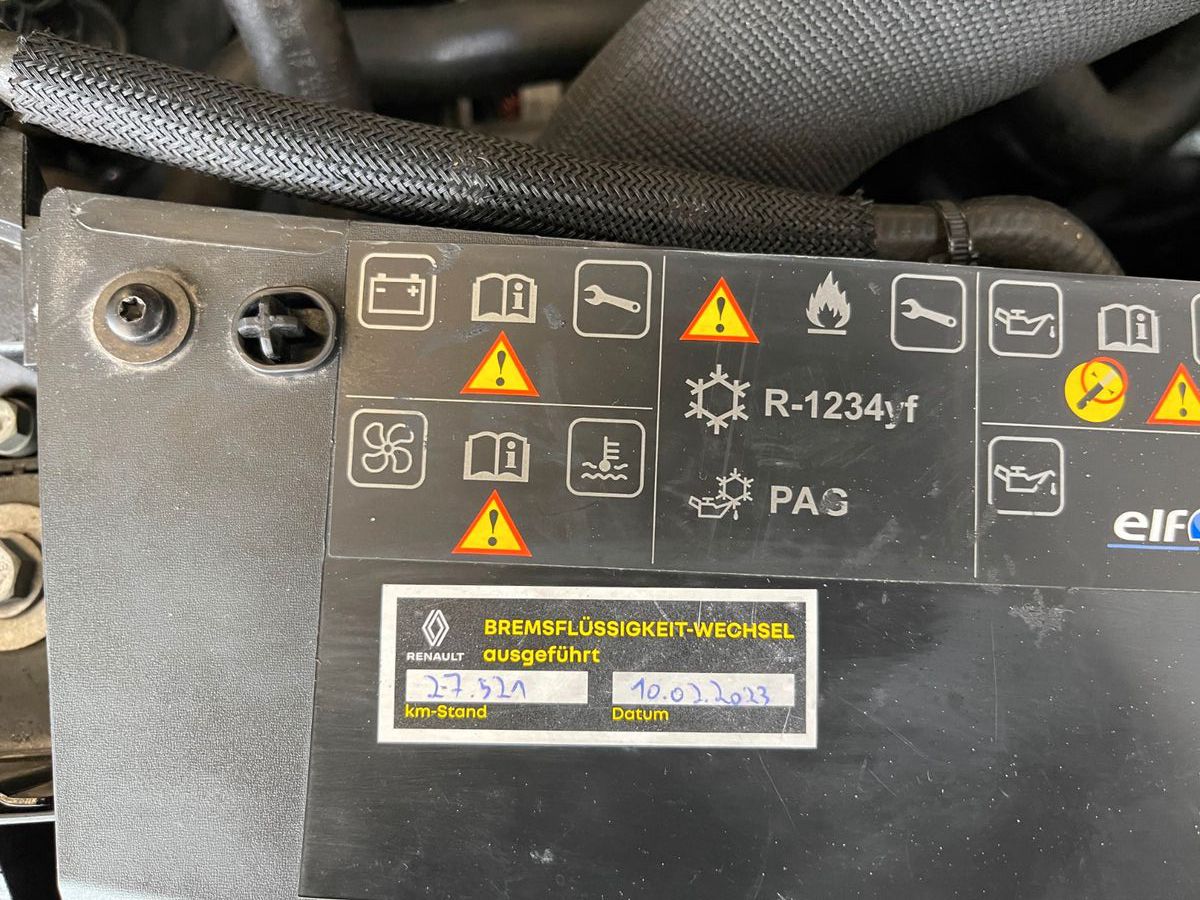 R-1234yf
PAG
elf
RENAULT
BREMSFLÜSSIGKEIT-WECHSEL
ausgeführt
27.521
10.02.2023
km-Stand
Datum